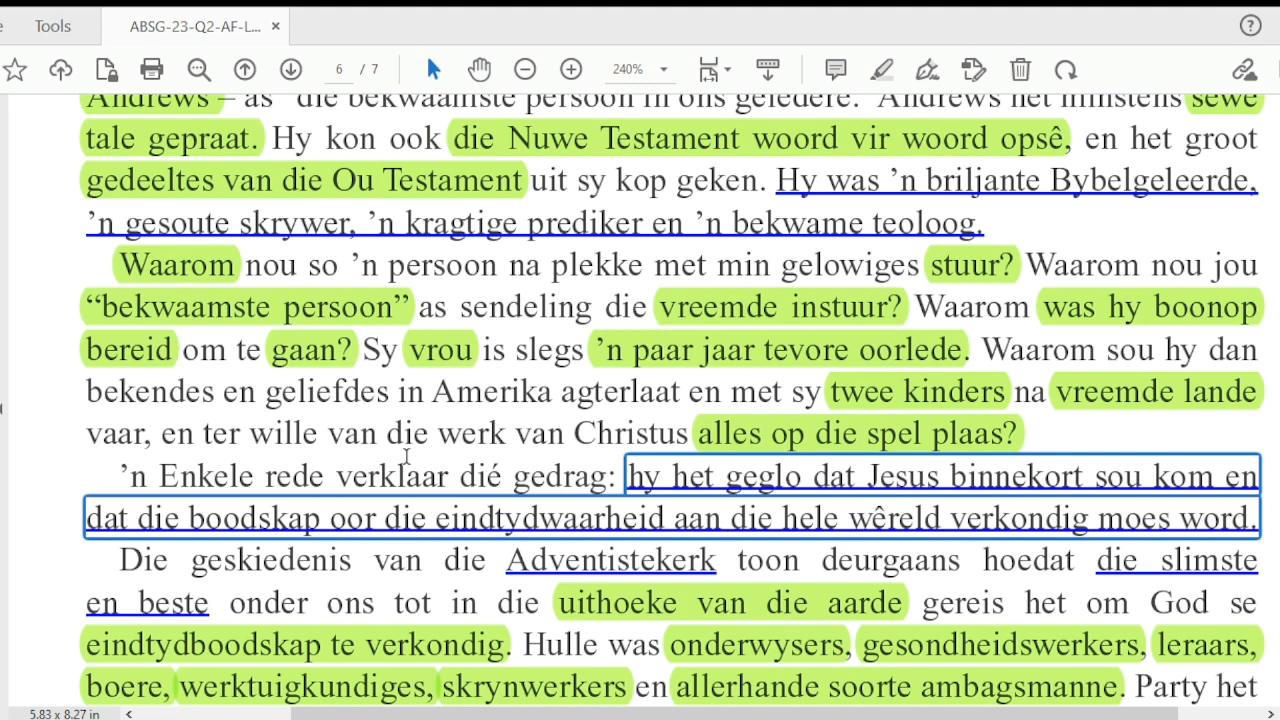 e Tools ABSG-23-Q2-AF-L... ×
6 / 7 240%
Andrews – as “die bekwaamste persoon in ons geledere.” Andrews het minstens sewe
tale gepraat. Hy kon ook die Nuwe Testament woord vir woord opsê, en het groot
gedeeltes van die Ou Testament uit sy kop geken. Hy was ’n briljante Bybelgeleerde,
’n gesoute skrywer, ’n kragtige prediker en ’n bekwame teoloog.
Waarom nou so ’n persoon na plekke met min gelowiges stuur? Waarom nou jou
“bekwaamste persoon” as sendeling die vreemde instuur? Waarom was hy boonop
bereid om te gaan? Sy vrou is slegs ’n paar jaar tevore oorlede. Waarom sou hy dan
bekendes en geliefdes in Amerika agterlaat en met sy twee kinders na vreemde lande
vaar, en ter wille van die werk van Christus alles op die spel plaas?
’n Enkele rede verklaar dié gedrag: hy het geglo dat Jesus binnekort sou kom en
dat die boodskap oor die eindtydwaarheid aan die hele wêreld verkondig moes word.
Die geskiedenis van die Adventistekerk toon deurgaans hoedat die slimste
en beste onder ons tot in die uithoeke van die aarde gereis het om God se
eindtydboodskap te verkondig. Hulle was onderwysers, gesondheidswerkers, leraars,
boere, werktuigkundiges, skrynwerkers en allerhande soorte ambagsmanne. Party het
5.83 x 8.27 in